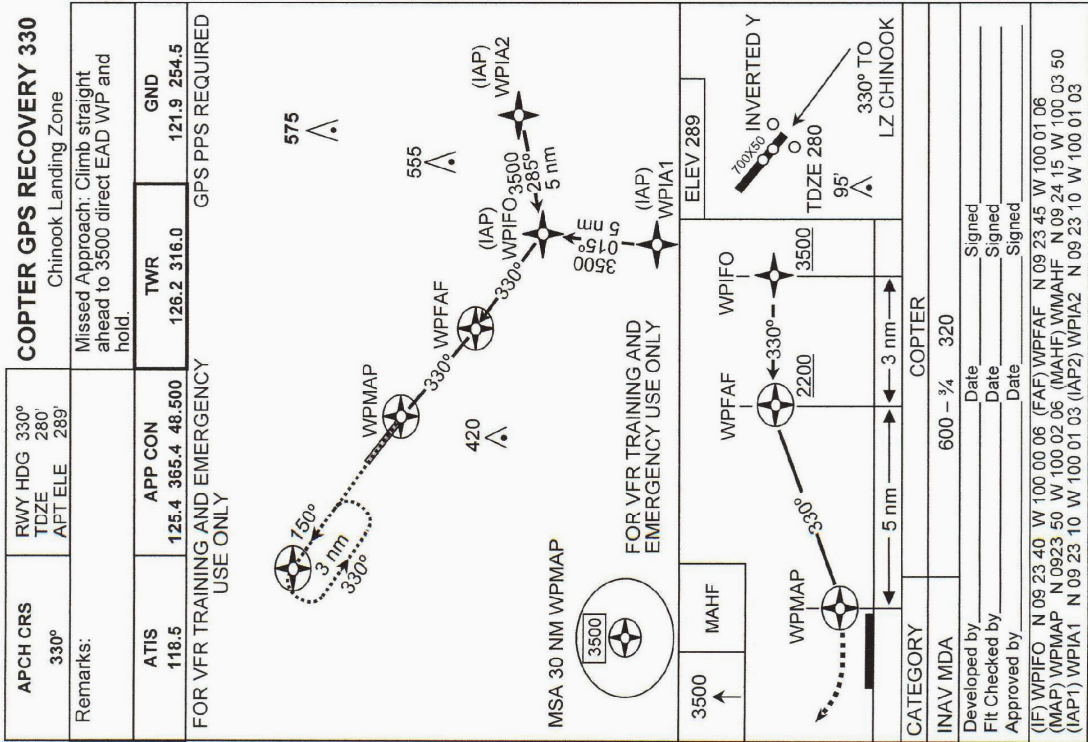 APCH CRS
330°
RWY HDG 330°
TDZE 280'
APT ELE 289'
COPTER GPS RECOVERY 330
Chinook Landing Zone
Remarks:
Missed Approach: Climb straight
ahead to 3500 direct EAD WP and
hold.
ATIS
118.5
APP CON
125.4 365.4 48.500
TWR
126.2 316.0
GND
121.9 254.5
FOR VFR TRAINING AND EMERGENCY
USE ONLY
GPS PPS REQUIRED
575
555
150°
3 nm
330°
WPMAP
330°
WPFAF
330°
(IAP)
WPIFO
3500
285°
5 nm
(IAP)
WPIA2
420
3500
015°
5 nm
(IAP)
WPIA1
MSA 30 NM WPMAP
3500
FOR VFR TRAINING AND
EMERGENCY USE ONLY
ELEV 289
3500
MAHF
WPMAP
330°
WPFAF
2200
330°
WPIFO
3500
5 nm
3 nm
700X50
INVERTED Y
TDZE 280
95'
330° TO
LZ CHINOOK
CATEGORY
COPTER
INAV MDA
600 – ¾ 320
Developed by Date Signed
Flt Checked by Date Signed
Approved by Date Signed
(IF) WPIFO N 09 23 40 W 100 00 06 (FAF) WPFAF N 09 23 45 W 100 01 06
(MAP) WPMAP N 0923 50 W 100 02 06 (MAHF) WMAHF N 09 24 15 W 100 03 50
(IAP1) WPIA1 N 09 23 10 W 100 01 03 (IAP2) WPIA2 N 09 23 10 W 100 01 03